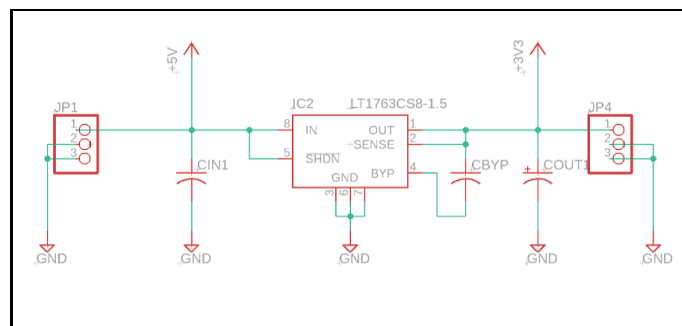 +5V
+3V3
IC2
LT1763CS8-1.5
JP1
JP4
1
2
3
8
IN
OUT
1
+SENSE
2
5
SHDN
CIN1
GND
BYP
4
CBYP
+
COUT1
3
6
7
1
2
3
GND
GND
GND
GND
GND